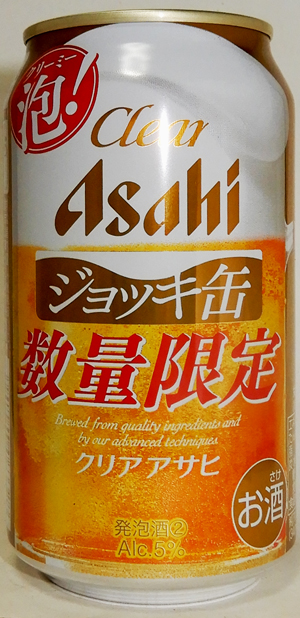 クリーミー
泡!
Clear
Asahi
ジョッキ缶
数量限定
Brewed from quality ingredients and
by our advanced techniques.
クリアアサヒ
さけ
お酒
発泡酒②
Alc.5%